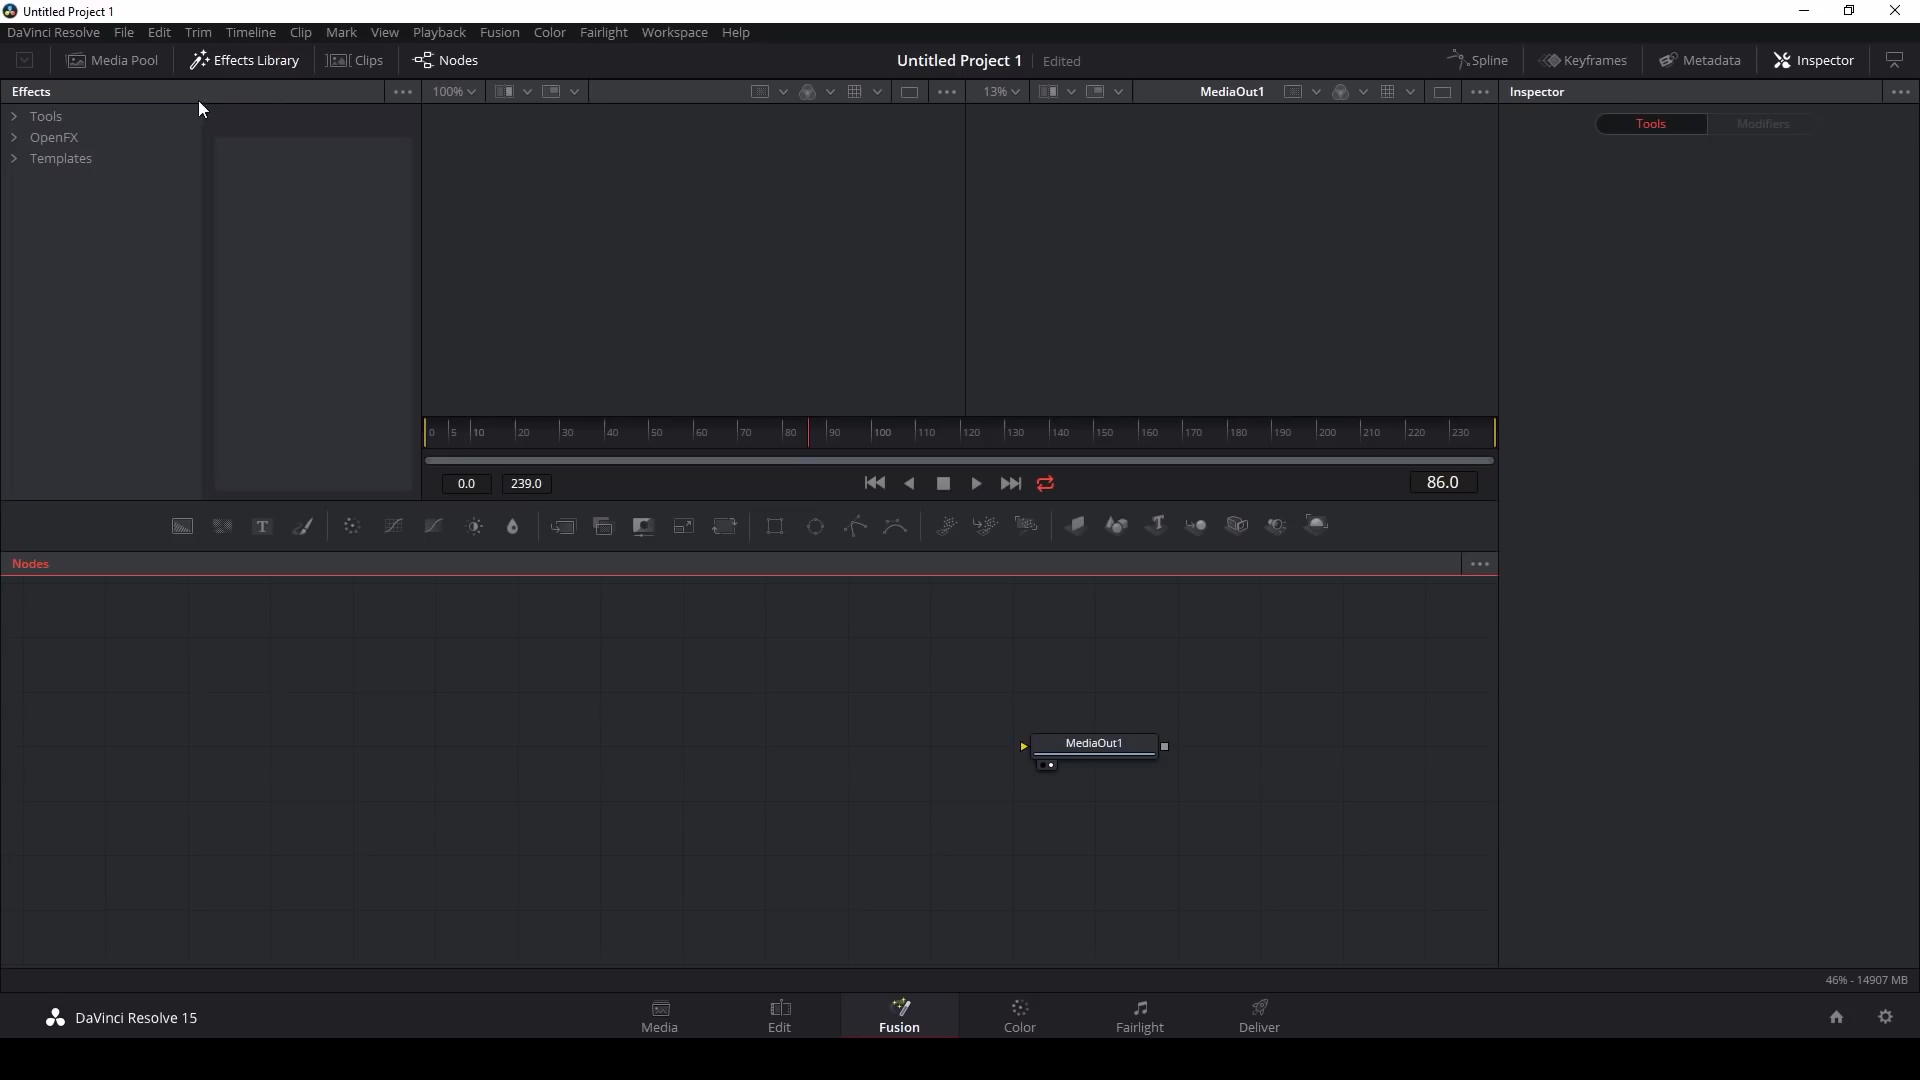 Untitled Project 1
DaVinci Resolve File Edit Trim Timeline Clip Mark View Playback Fusion Color Fairlight Workspace Help
Media Pool Effects Library Clips Nodes Untitled Project 1 Edited Spline Keyframes Metadata Inspector
Effects 100% 13% MediaOut1 Inspector
Tools
OpenFX
Templates
Tools Modifiers
0 5 10 20 30 40 50 60 70 80 90 100 110 120 130 140 150 160 170 180 190 200 210 220 230
0.0 239.0 86.0
T T
Nodes
MediaOut1
46% - 14907 MB
DaVinci Resolve 15 Media Edit Fusion Color Fairlight Deliver